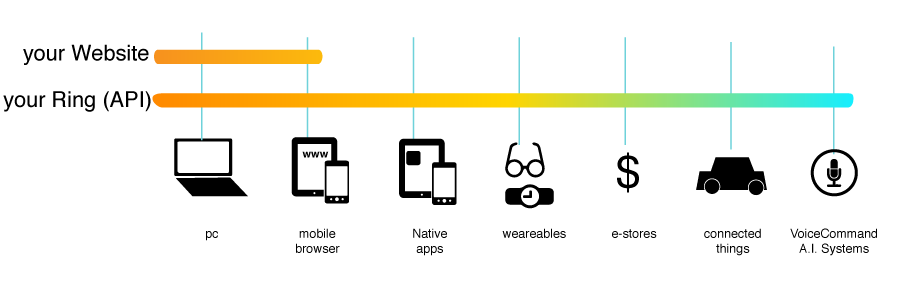 your Website
your Ring (API)
www
$
pc
mobile
browser
Native
apps
weareables
e-stores
connected
things
VoiceCommand
A.I. Systems